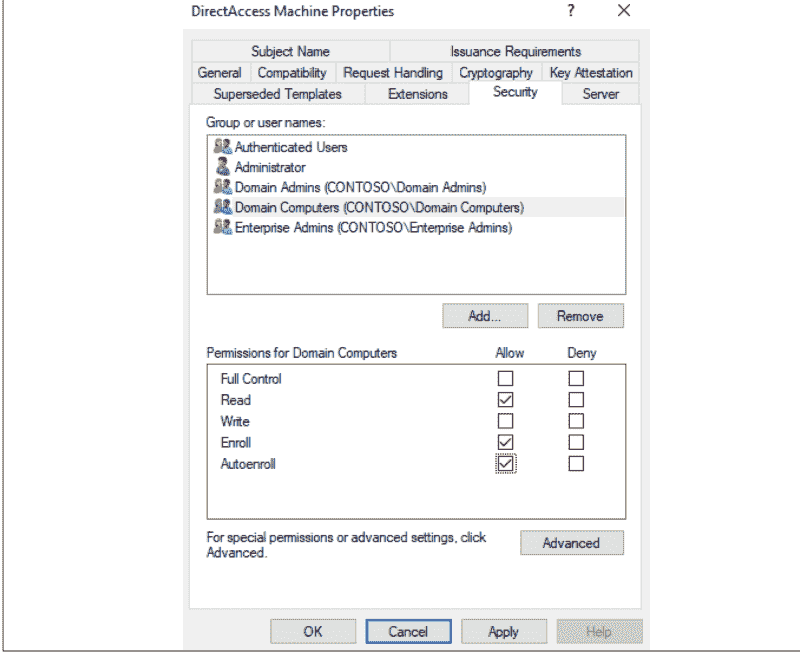 DirectAccess Machine Properties ? ×
Subject Name Issuance Requirements
General Compatibility Request Handling Cryptography Key Attestation
Superseded Templates Extensions Security Server
Group or user names:
Authenticated Users
Administrator
Domain Admins (CONTOSO\Domain Admins)
Domain Computers (CONTOSO\Domain Computers)
Enterprise Admins (CONTOSO\Enterprise Admins)
Add... Remove
Permissions for Domain Computers Allow Deny
Full Control
Read
Write
Enroll
Autoenroll
For special permissions or advanced settings, click
Advanced.
Advanced
OK Cancel Apply Help